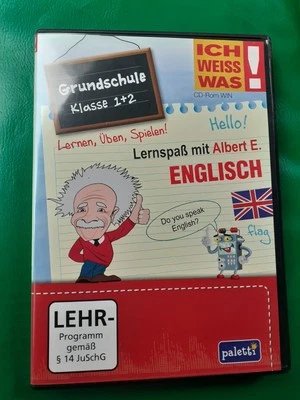 Grundschule
Klasse 1+2
ICH
WEISS
WAS!
CD-Rom WIN
Lernen, Üben, Spielen!
Hello!
Lernspaß mit Albert E.
ENGLISCH
Do you speak
English?
flag
LEHR-
Programm
gemäß
§ 14 JuSchG
paletti